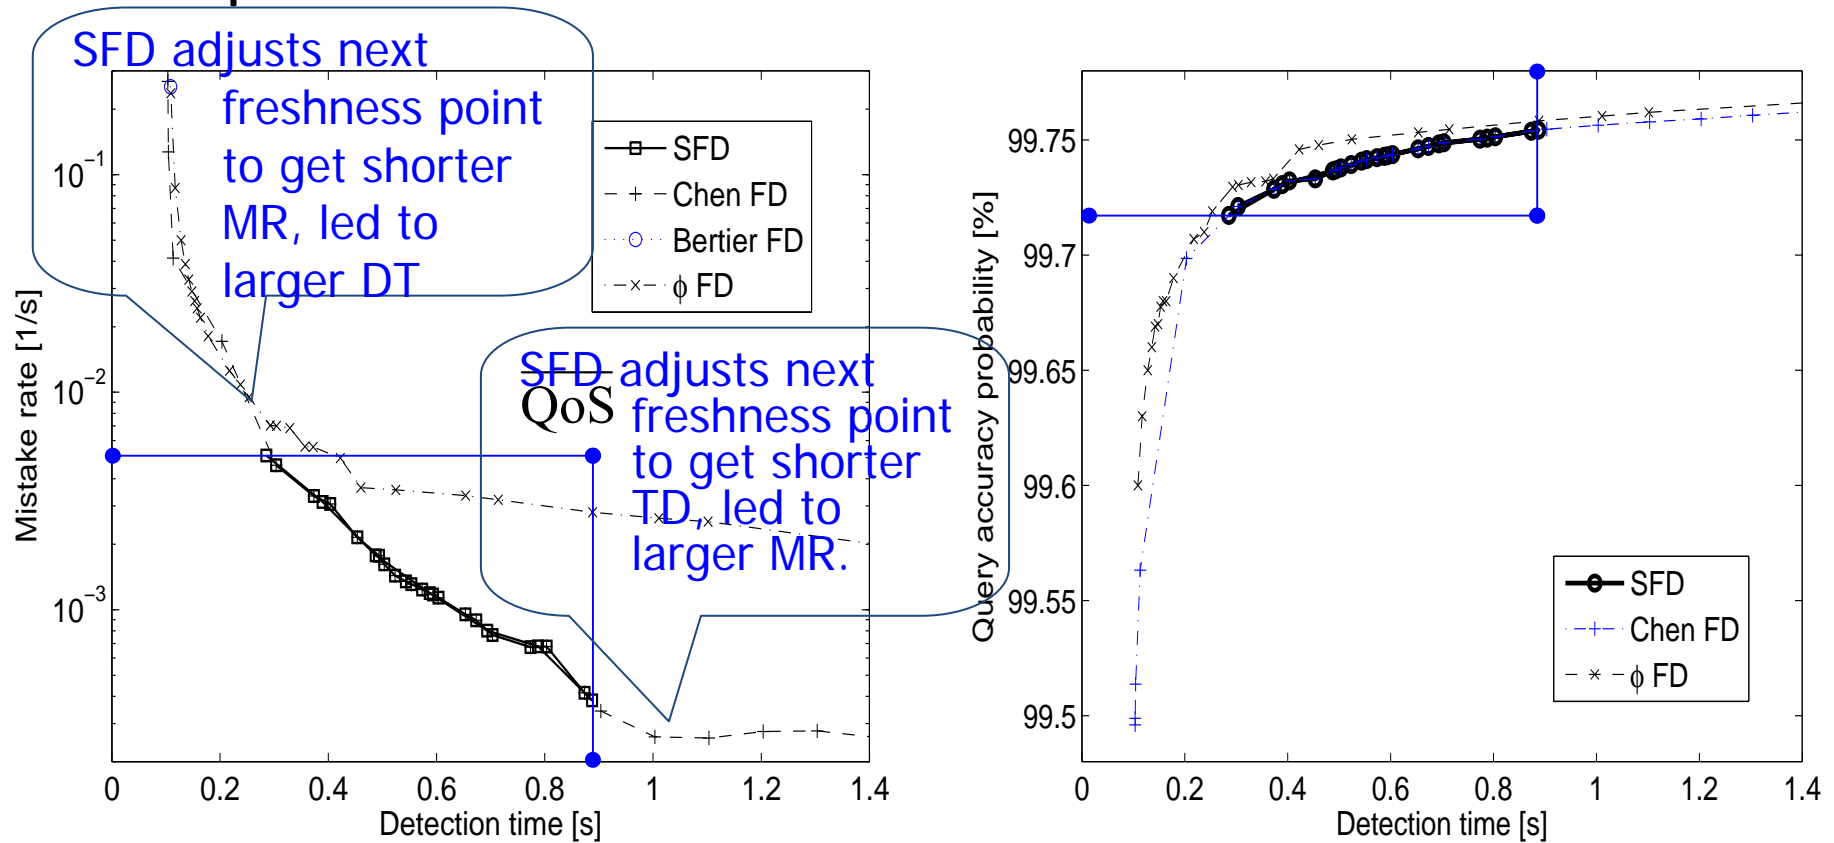 SFD adjusts next
freshness point
to get shorter
MR, led to
larger DT
SFD
Chen FD
Bertier FD
ϕ FD
SFD adjusts next
QoS
freshness point
to get shorter
TD, led to
larger MR.
Mistake rate [1/s]
10−1
10−2
10−3
0 0.2 0.4 0.6 0.8 1 1.2 1.4
Detection time [s]
Query accuracy probability [%]
99.75
99.7
99.65
99.6
99.55
99.5
SFD
Chen FD
ϕ FD
0 0.2 0.4 0.6 0.8 1 1.2 1.4
Detection time [s]